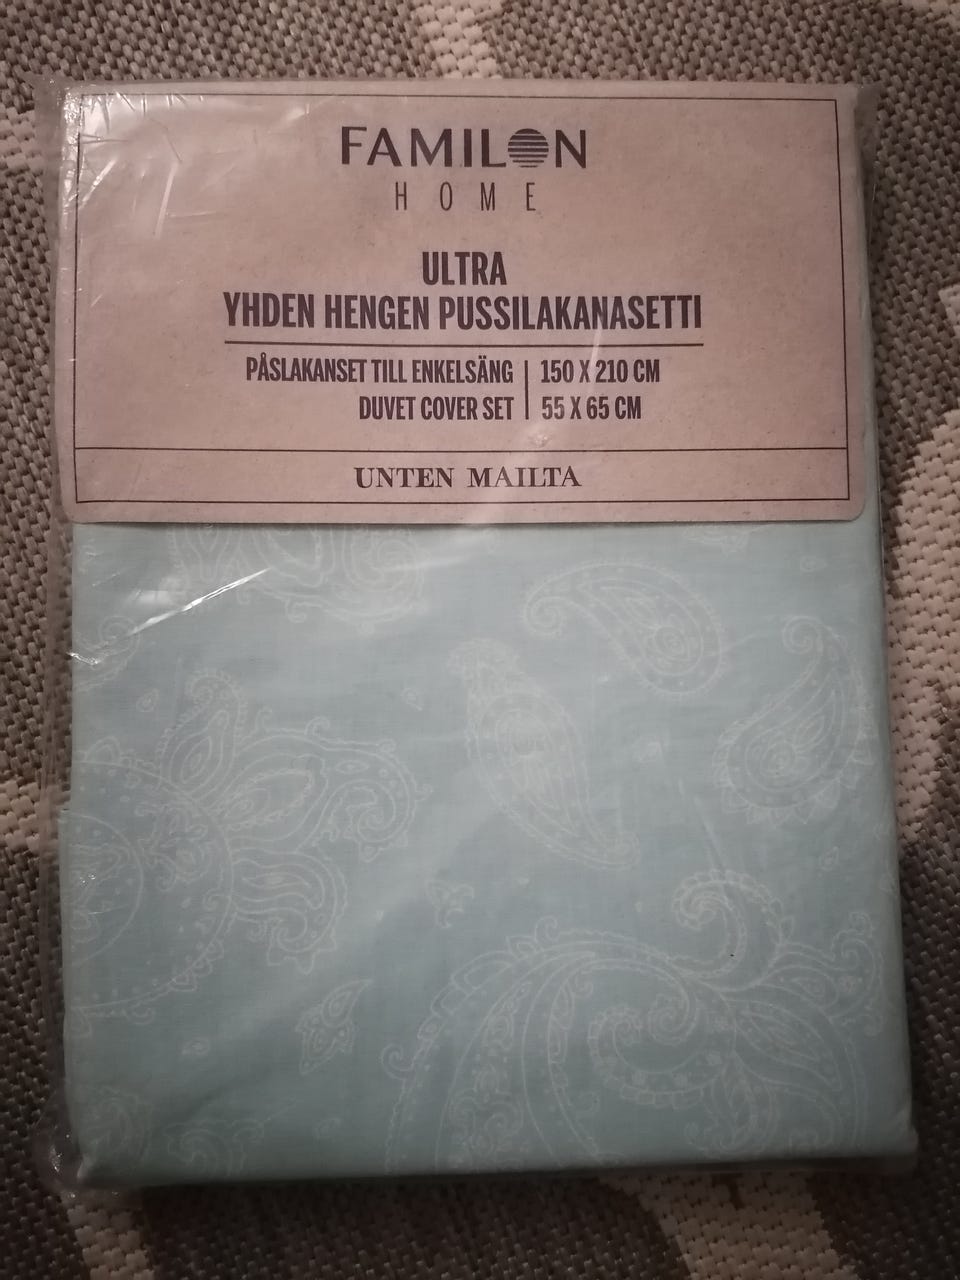 FAMILON
HOME
ULTRA
YHDEN HENGEN PUSSILAKANASETTI
PÅSLAKANSET TILL ENKELSÄNG | 150 X 210 CM
DUVET COVER SET | 55 X 65 CM
UNTEN MAILTA